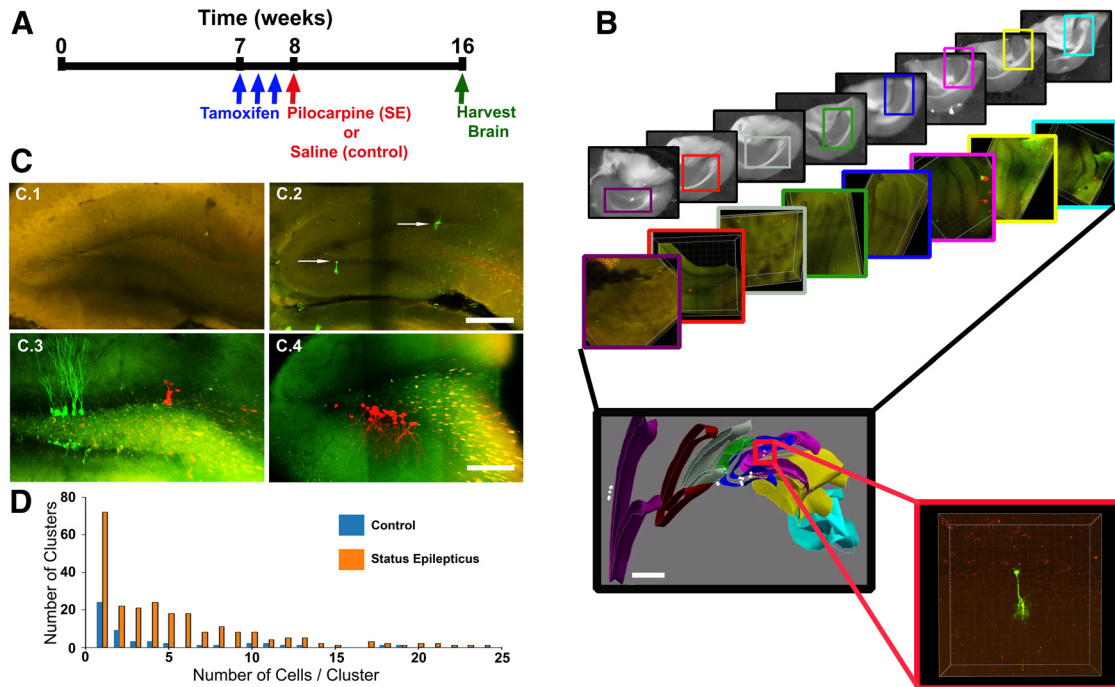 A
Time (weeks)
0
7
8
16
Tamoxifen
Pilocarpine (SE)
or
Saline (control)
Harvest
Brain
B
C
C.1
C.2
C.3
C.4
D
Number of Clusters
80
60
40
20
0
Control
Status Epilepticus
0
5
10
15
20
25
Number of Cells / Cluster